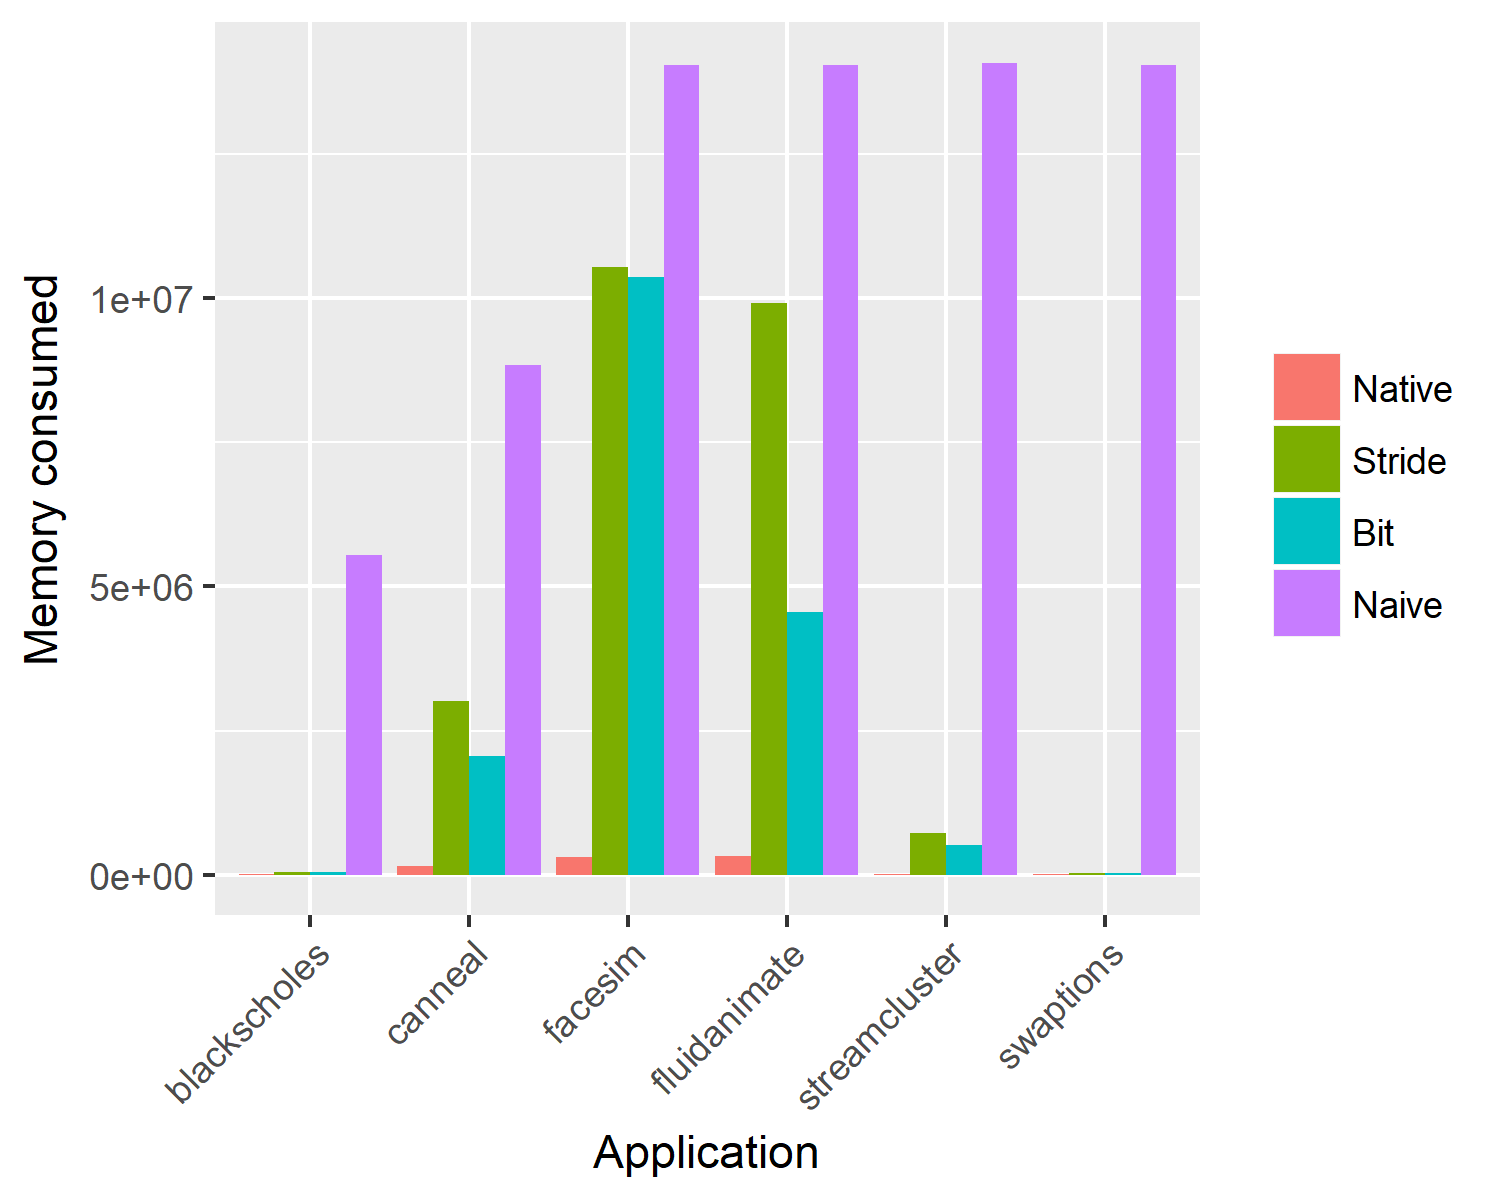 Memory consumed
1e+07
5e+06
0e+00
blackscholes
canneal
facesim
fluidanimate
streamcluster
swaptions
Application
Native
Stride
Bit
Naive